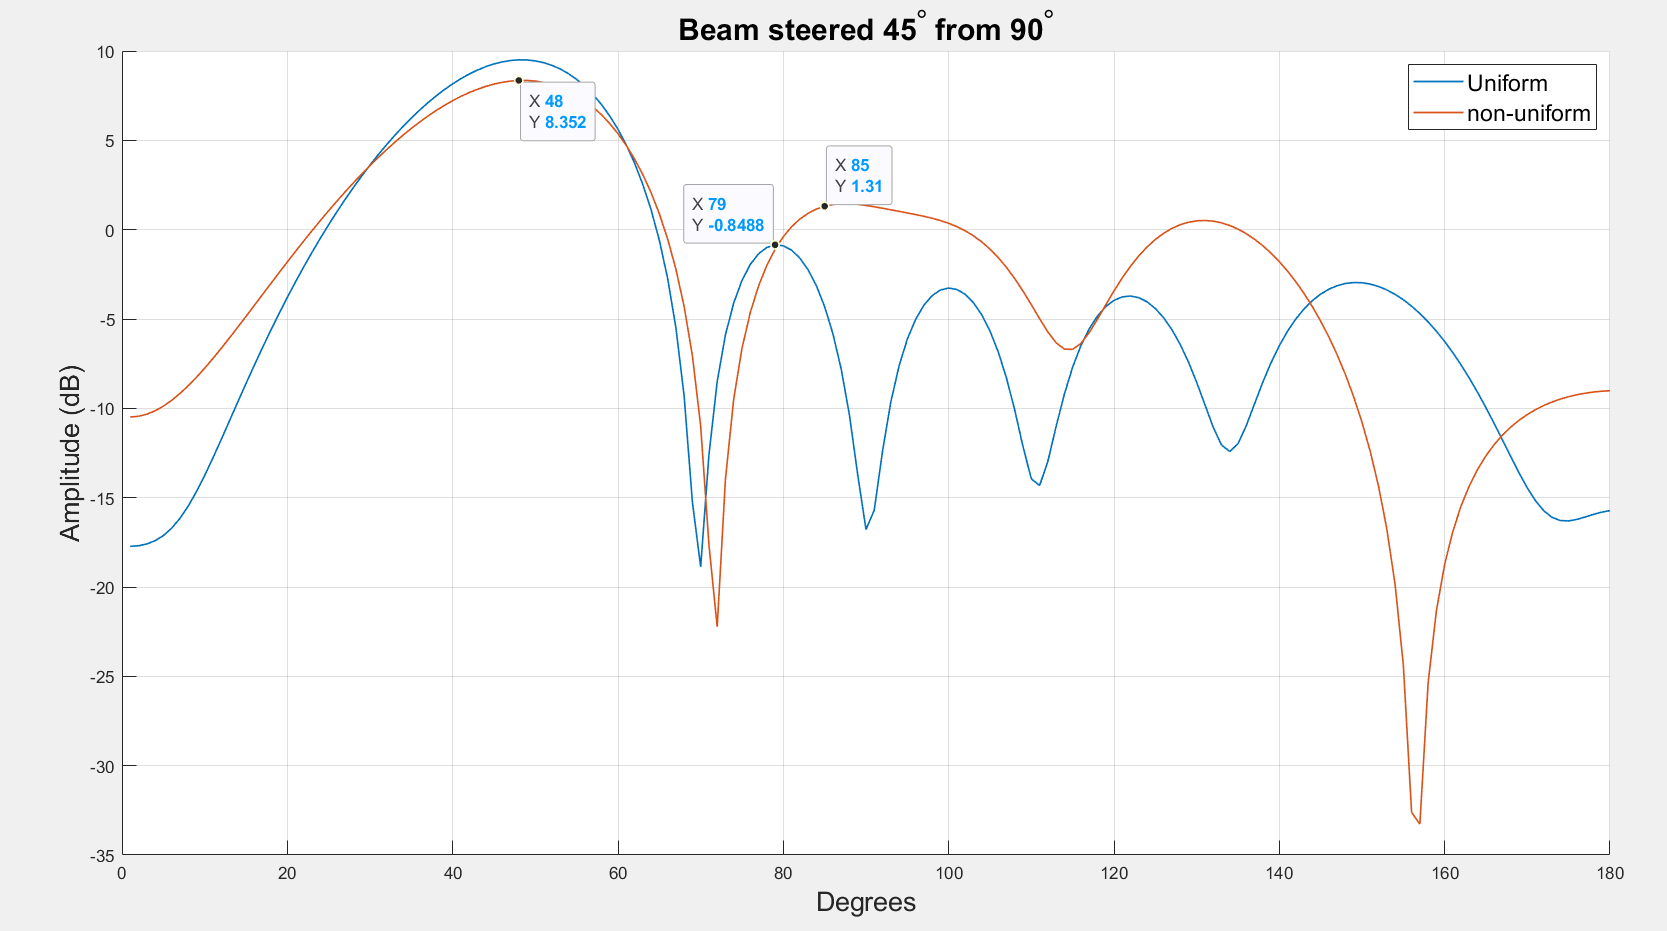 Beam steered 45° from 90°
Uniform
non-uniform
X 48
Y 8.352
X 85
Y 1.31
X 79
Y -0.8488
10
5
0
-5
-10
-15
-20
-25
-30
-35
Amplitude (dB)
0 20 40 60 80 100 120 140 160 180
Degrees